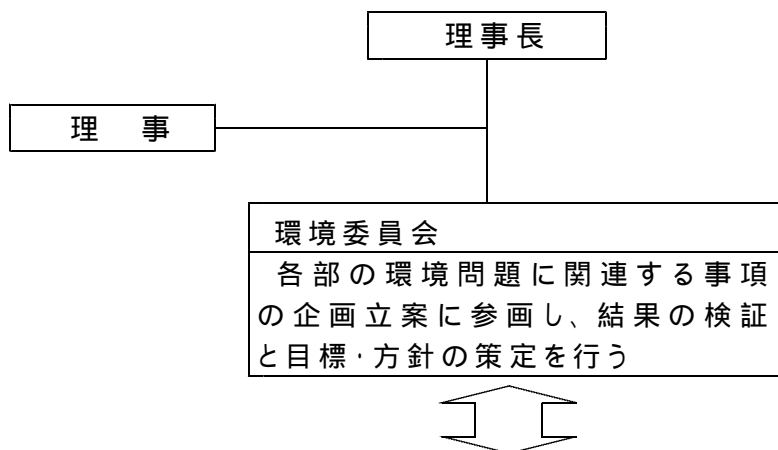 理事長
理　事
環境委員会
各部の環境問題に関連する事項
の企画立案に参画し、結果の検証
と目標・方針の策定を行う